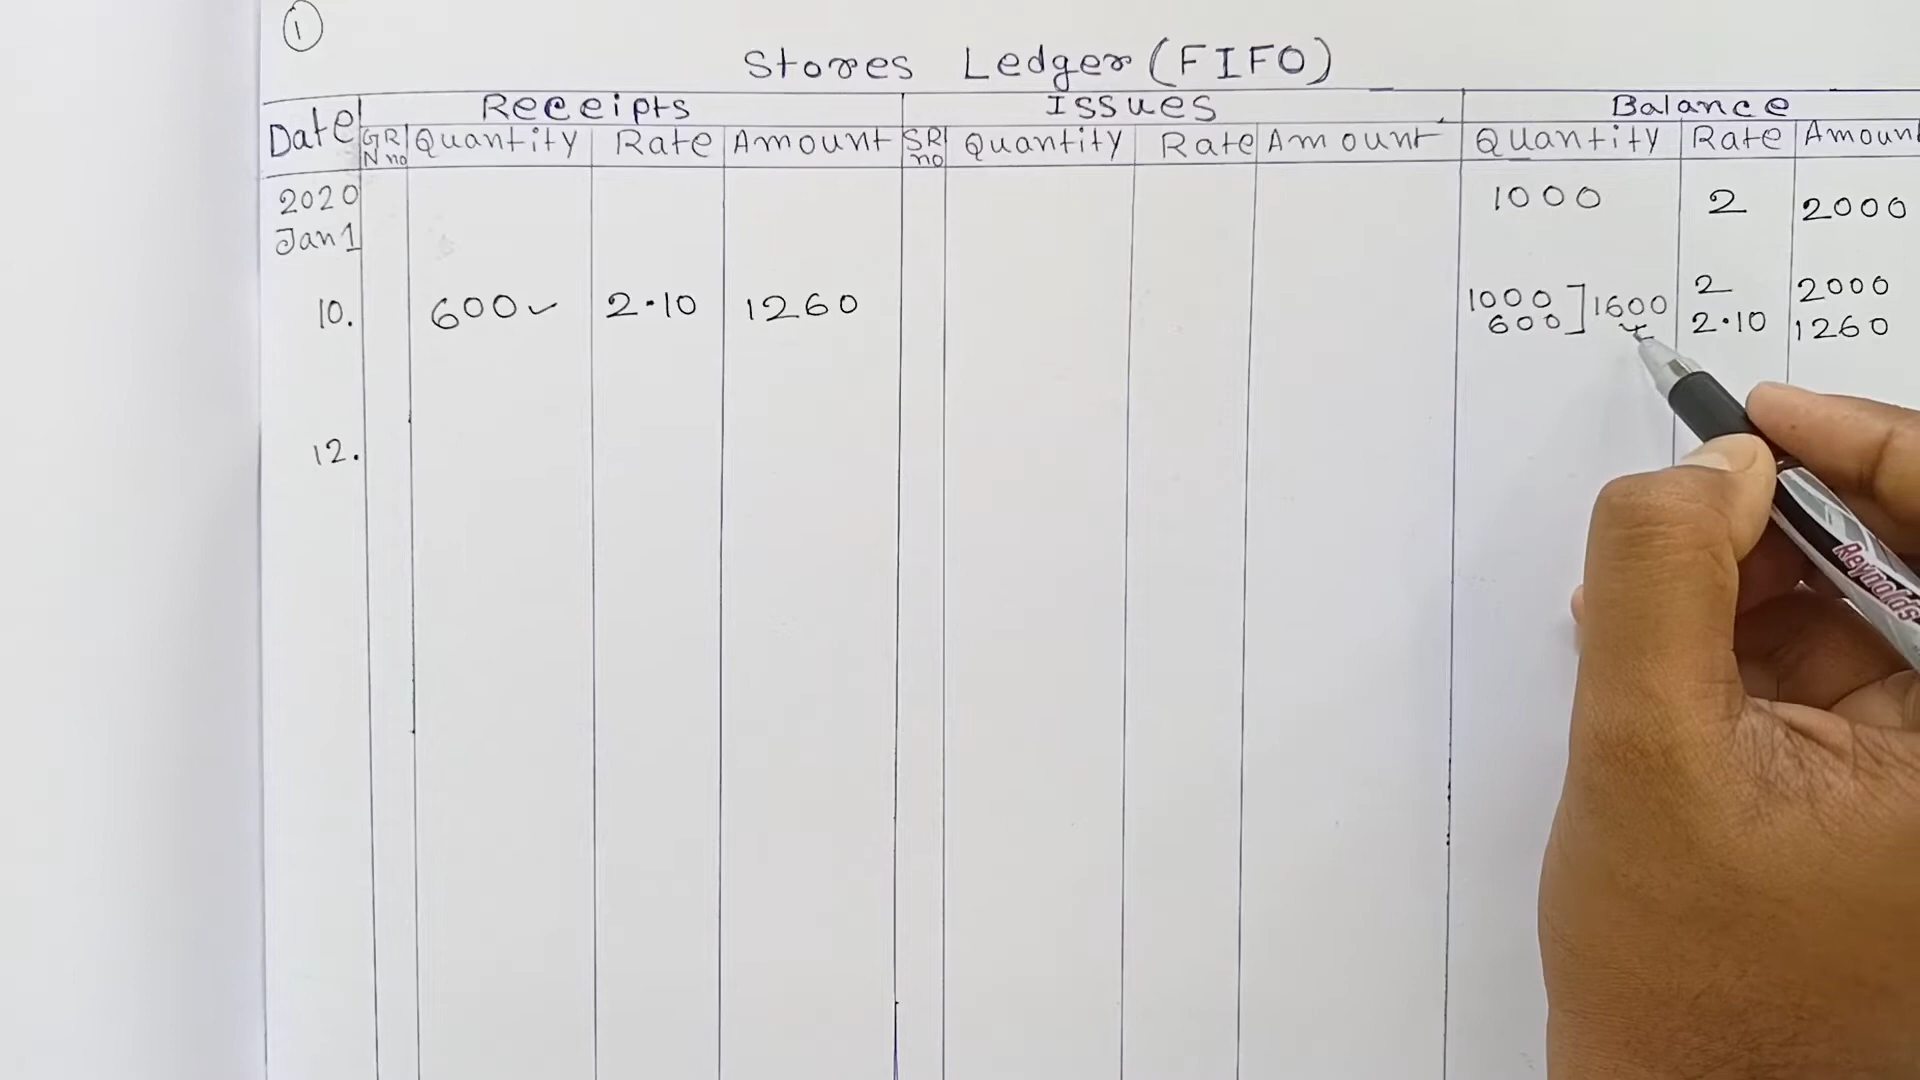 1
Stores Ledger (FIFO)
Date Receipts Issues Balance
GR N no Quantity Rate Amount SR no Quantity Rate Amount Quantity Rate Amoun
2020 1000 2 2000
Jan 1
10. 600 2.10 1260 1000 ] 1600 2 2000
600 2.10 1260
12.
Reynolds